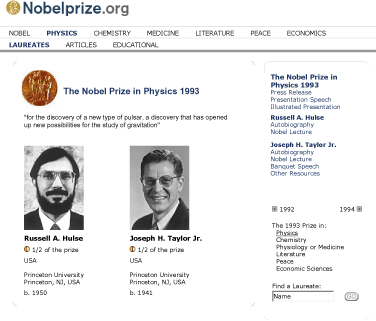 Nobelprize.org
NOBEL PHYSICS CHEMISTRY MEDICINE LITERATURE PEACE ECONOMICS
LAUREATES ARTICLES EDUCATIONAL
The Nobel Prize in Physics 1993
"for the discovery of a new type of pulsar, a discovery that has opened
up new possibilities for the study of gravitation"
Russell A. Hulse
1/2 of the prize
USA
Princeton University
Princeton, NJ, USA
b. 1950
Joseph H. Taylor Jr.
1/2 of the prize
USA
Princeton University
Princeton, NJ, USA
b. 1941
The Nobel Prize in
Physics 1993
Press Release
Presentation Speech
Illustrated Presentation
Russell A. Hulse
Autobiography
Nobel Lecture
Joseph H. Taylor Jr.
Autobiography
Nobel Lecture
Banquet Speech
Other Resources
1992 1994
The 1993 Prize in:
Physics
Chemistry
Physiology or Medicine
Literature
Peace
Economic Sciences
Find a Laureate:
Name GO